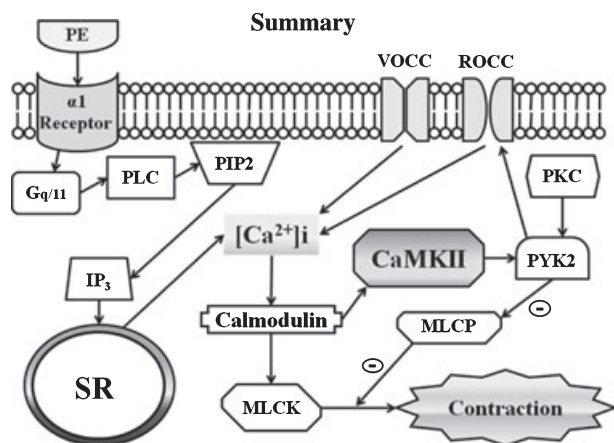 Summary
PE
VOCC
ROCC
α1
Receptor
Gq/11
PLC
PIP2
PKC
[Ca²⁺]i
CaMKII
PYK2
IP₃
Calmodulin
-
MLCP
-
SR
MLCK
Contraction